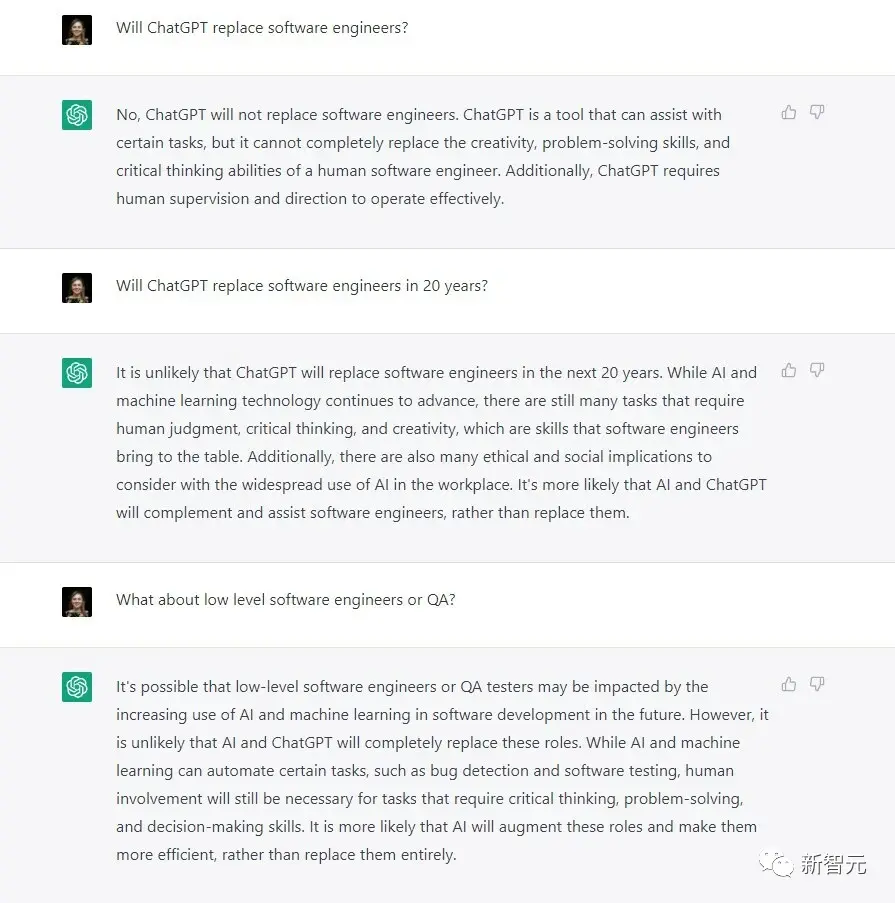 Will ChatGPT replace software engineers?
No, ChatGPT will not replace software engineers. ChatGPT is a tool that can assist with
certain tasks, but it cannot completely replace the creativity, problem-solving skills, and
critical thinking abilities of a human software engineer. Additionally, ChatGPT requires
human supervision and direction to operate effectively.
Will ChatGPT replace software engineers in 20 years?
It is unlikely that ChatGPT will replace software engineers in the next 20 years. While AI and
machine learning technology continues to advance, there are still many tasks that require
human judgment, critical thinking, and creativity, which are skills that software engineers
bring to the table. Additionally, there are also many ethical and social implications to
consider with the widespread use of AI in the workplace. It's more likely that AI and ChatGPT
will complement and assist software engineers, rather than replace them.
What about low level software engineers or QA?
It's possible that low-level software engineers or QA testers may be impacted by the
increasing use of AI and machine learning in software development in the future. However, it
is unlikely that AI and ChatGPT will completely replace these roles. While AI and machine
learning can automate certain tasks, such as bug detection and software testing, human
involvement will still be necessary for tasks that require critical thinking, problem-solving,
and decision-making skills. It is more likely that AI will augment these roles and make them
more efficient, rather than replace them entirely.
新智元